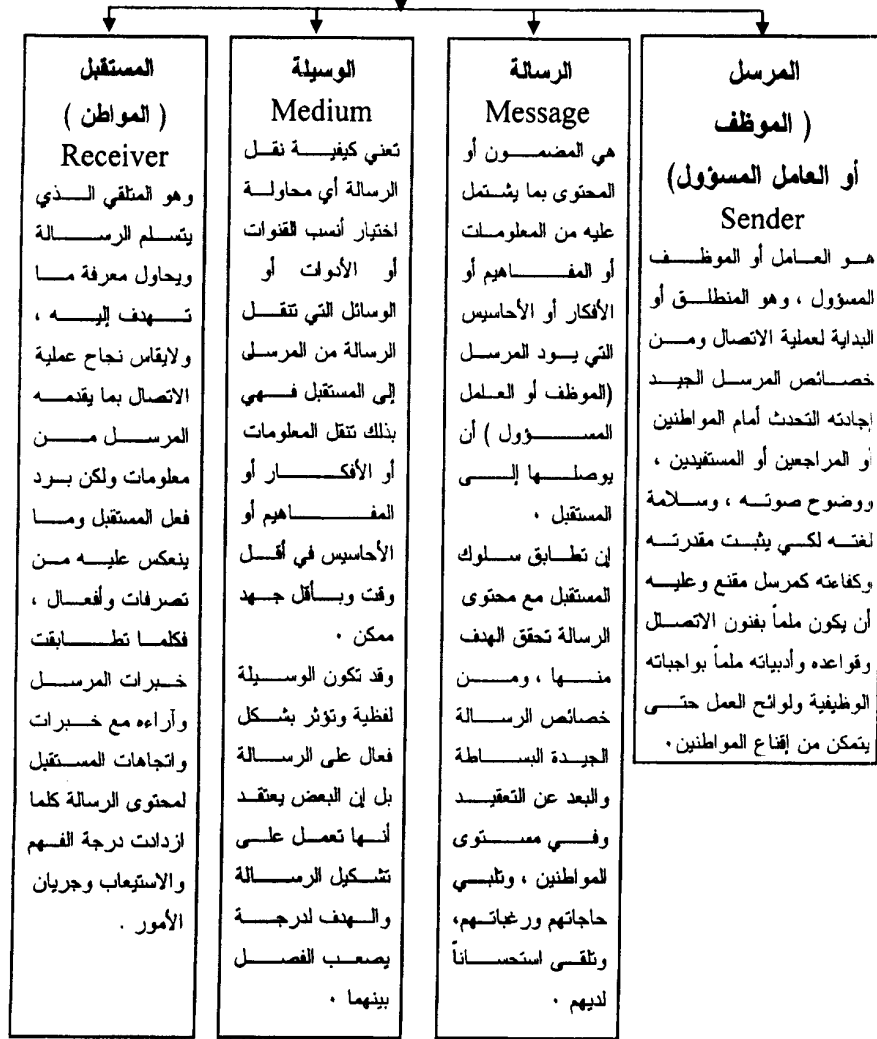 المرسل
( الموظف
أو العامل المسؤول)
Sender
هو العامل أو الموظف
المسؤول ، وهو المنطلق أو
البداية لعملية الاتصال ومن
خصائص المرسل الجيد
إجادته التحدث أمام المواطنين
أو المراجعين أو المستفيدين ،
ووضوح صوته ، وسلامة
لغته لكي يثبت مقدرته
وكفاءته كمرسل مقنع وعليه
أن يكون ملماً بفنون الاتصال
وقواعده وأدبياته ملماً بواجباته
الوظيفية ولوائح العمل حتى
يتمكن من إقناع المواطنين.
الرسالة
Message
هي المضمون أو
المحتوى بما يشتمل
عليه من المعلومات
أو المفاهيم أو
الأفكار أو الأحاسيس
التي يود المرسل
(الموظف أو العامل
المسؤول ) أن
يوصلها إلى
المستقبل .
إن تطابق سلوك
المستقبل مع محتوى
الرسالة تحقق الهدف
منها ، ومن
خصائص الرسالة
الجيدة البساطة
والبعد عن التعقيد
وفي مستوى
المواطنين ، وتلبي
حاجاتهم ورغباتهم،
وتلقى استحساناً
لديهم .
الوسيلة
Medium
تعني كيفية نقل
الرسالة أي محاولة
اختيار أنسب القنوات
أو الأدوات أو
الوسائل التي تنقل
الرسالة من المرسل
إلى المستقبل فهي
بذلك تنقل المعلومات
أو الأفكار أو
المفاهيم أو
الأحاسيس في أقل
وقت وبأقل جهد
ممكن .
وقد تكون الوسيلة
لفظية وتؤثر بشكل
فعال على الرسالة
بل إن البعض يعتقد
أنها تعمل على
تشكيل الرسالة
والهدف لدرجة
يصعب الفصل
بينهما .
المستقبل
( المواطن )
Receiver
وهو المتلقي الذي
يتسلم الرسالة
ويحاول معرفة ما
تهدف إليه ،
ولايقاس نجاح عملية
الاتصال بما يقدمه
المرسل من
معلومات ولكن برد
فعل المستقبل وما
ينعكس عليه من
تصرفات وأفعال ،
فكلما تطابقت
خبرات المرسل
وآراءه مع خبرات
واتجاهات المستقبل
لمحتوى الرسالة كلما
ازدادت درجة الفهم
والاستيعاب وجريان
الأمور .